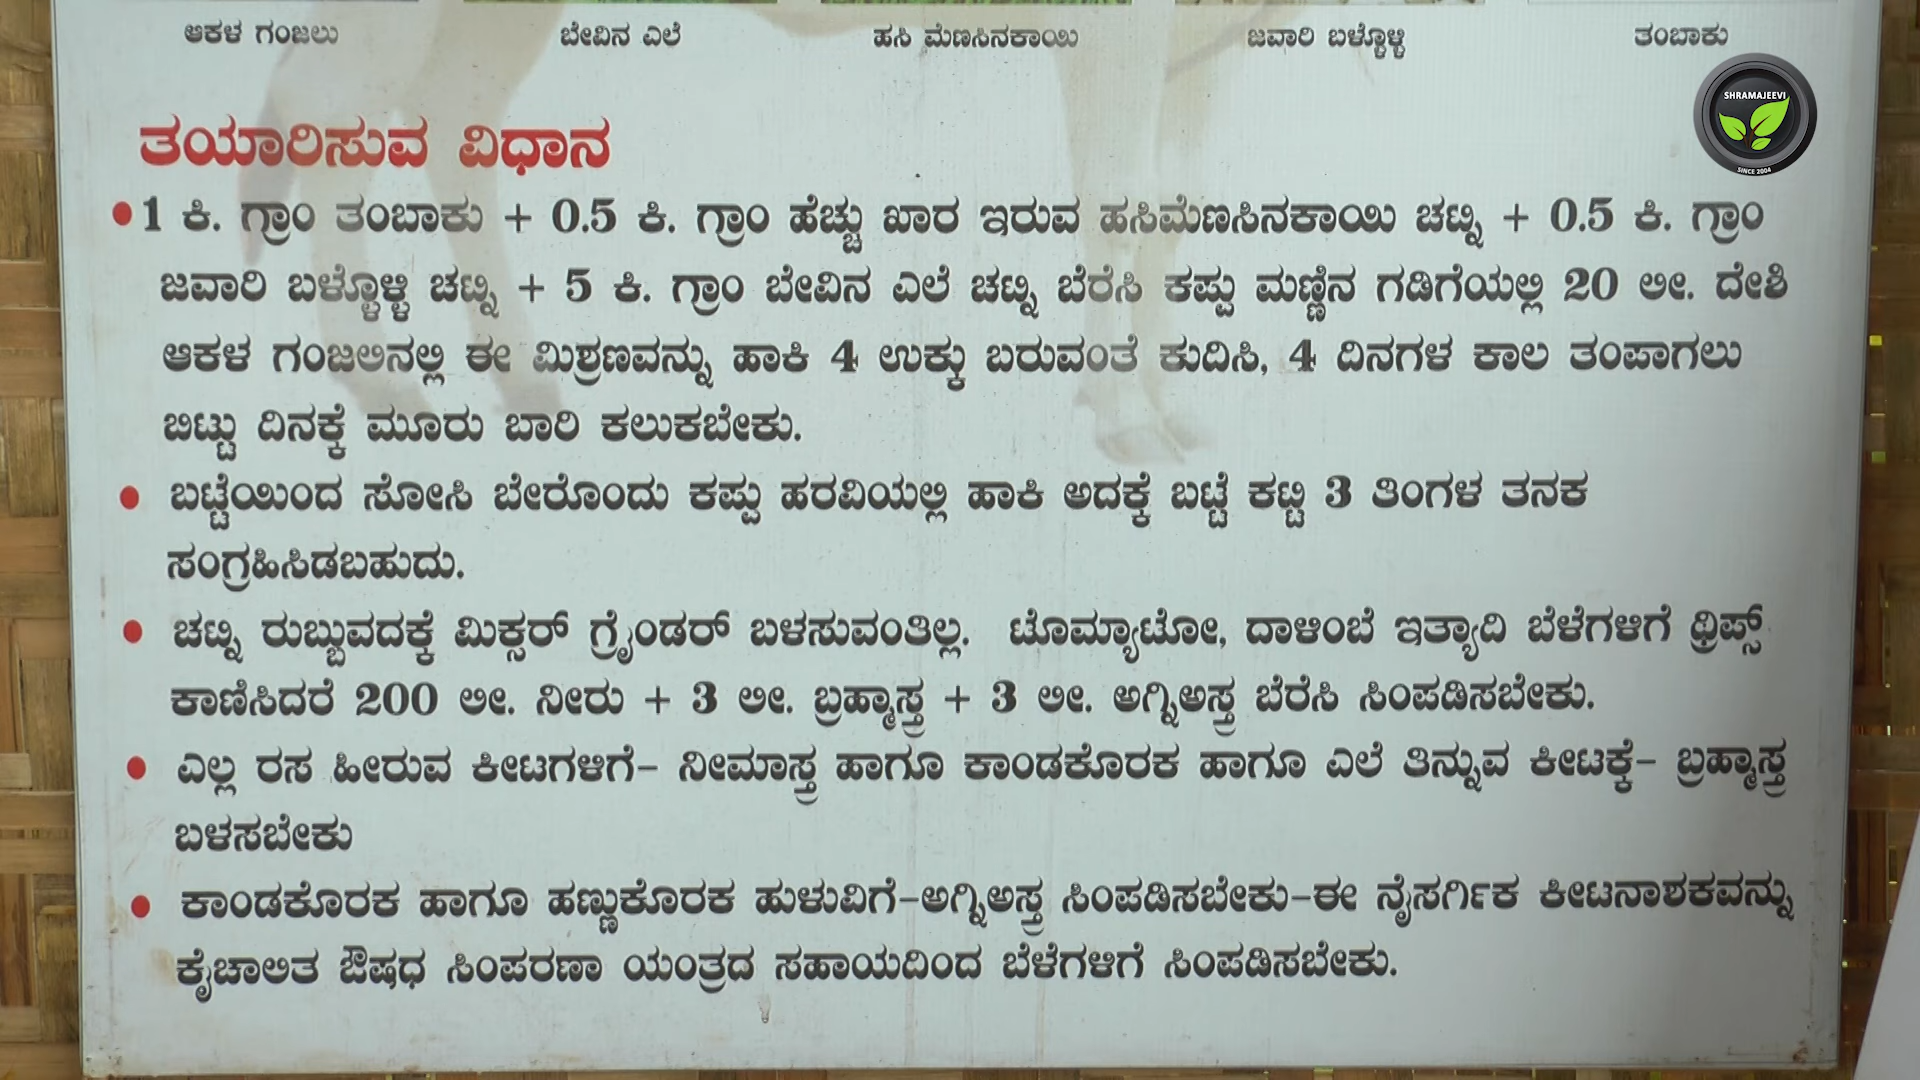 ಆಕಳ ಗಂಜಲು ಬೇವಿನ ಎಲೆ ಹಸಿ ಮೆಣಸಿನಕಾಯಿ ಜವಾರಿ ಬಳ್ಳೊಳ್ಳಿ ತಂಬಾಕು
SHRAMAJEEVI
SINCE 2004
ತಯಾರಿಸುವ ವಿಧಾನ
•1 ಕಿ. ಗ್ರಾಂ ತಂಬಾಕು + 0.5 ಕಿ. ಗ್ರಾಂ ಹೆಚ್ಚು ಖಾರ ಇರುವ ಹಸಿಮೆಣಸಿನಕಾಯಿ ಚಟ್ನಿ + 0.5 ಕಿ. ಗ್ರಾಂ
ಜವಾರಿ ಬಳ್ಳೊಳ್ಳಿ ಚಟ್ನಿ + 5 ಕಿ. ಗ್ರಾಂ ಬೇವಿನ ಎಲೆ ಚಟ್ನಿ ಬೆರೆಸಿ ಕಪ್ಪು ಮಣ್ಣಿನ ಗಡಿಗೆಯಲ್ಲಿ 20 ಲೀ. ದೇಶಿ
ಆಕಳ ಗಂಜಲಿನಲ್ಲಿ ಈ ಮಿಶ್ರಣವನ್ನು ಹಾಕಿ 4 ಉಕ್ಕು ಬರುವಂತೆ ಕುದಿಸಿ, 4 ದಿನಗಳ ಕಾಲ ತಂಪಾಗಲು
ಬಿಟ್ಟು ದಿನಕ್ಕೆ ಮೂರು ಬಾರಿ ಕಲುಕಬೇಕು.
• ಬಟ್ಟೆಯಿಂದ ಸೋಸಿ ಬೇರೊಂದು ಕಪ್ಪು ಹರವಿಯಲ್ಲಿ ಹಾಕಿ ಅದಕ್ಕೆ ಬಟ್ಟೆ ಕಟ್ಟಿ 3 ತಿಂಗಳ ತನಕ
ಸಂಗ್ರಹಿಸಿಡಬಹುದು.
• ಚಟ್ನಿ ರುಬ್ಬುವದಕ್ಕೆ ಮಿಕ್ಸರ್ ಗ್ರೈಂಡರ್ ಬಳಸುವಂತಿಲ್ಲ. ಟೊಮ್ಯಾಟೋ, ದಾಳಿಂಬೆ ಇತ್ಯಾದಿ ಬೆಳೆಗಳಿಗೆ ಥ್ರಿಪ್ಸ್
ಕಾಣಿಸಿದರೆ 200 ಲೀ. ನೀರು + 3 ಲೀ. ಬ್ರಹ್ಮಾಸ್ತ್ರ + 3 ಲೀ. ಅಗ್ನಿಅಸ್ತ್ರ ಬೆರೆಸಿ ಸಿಂಪಡಿಸಬೇಕು.
• ಎಲ್ಲ ರಸ ಹೀರುವ ಕೀಟಗಳಿಗೆ- ನೀಮಾಸ್ತ್ರ ಹಾಗೂ ಕಾಂಡಕೊರಕ ಹಾಗೂ ಎಲೆ ತಿನ್ನುವ ಕೀಟಕ್ಕೆ- ಬ್ರಹ್ಮಾಸ್ತ್ರ
ಬಳಸಬೇಕು
• ಕಾಂಡಕೊರಕ ಹಾಗೂ ಹಣ್ಣುಕೊರಕ ಹುಳುವಿಗೆ-ಅಗ್ನಿಅಸ್ತ್ರ ಸಿಂಪಡಿಸಬೇಕು-ಈ ನೈಸರ್ಗಿಕ ಕೀಟನಾಶಕವನ್ನು
ಕೈಚಾಲಿತ ಔಷಧ ಸಿಂಪರಣಾ ಯಂತ್ರದ ಸಹಾಯದಿಂದ ಬೆಳೆಗಳಿಗೆ ಸಿಂಪಡಿಸಬೇಕು.